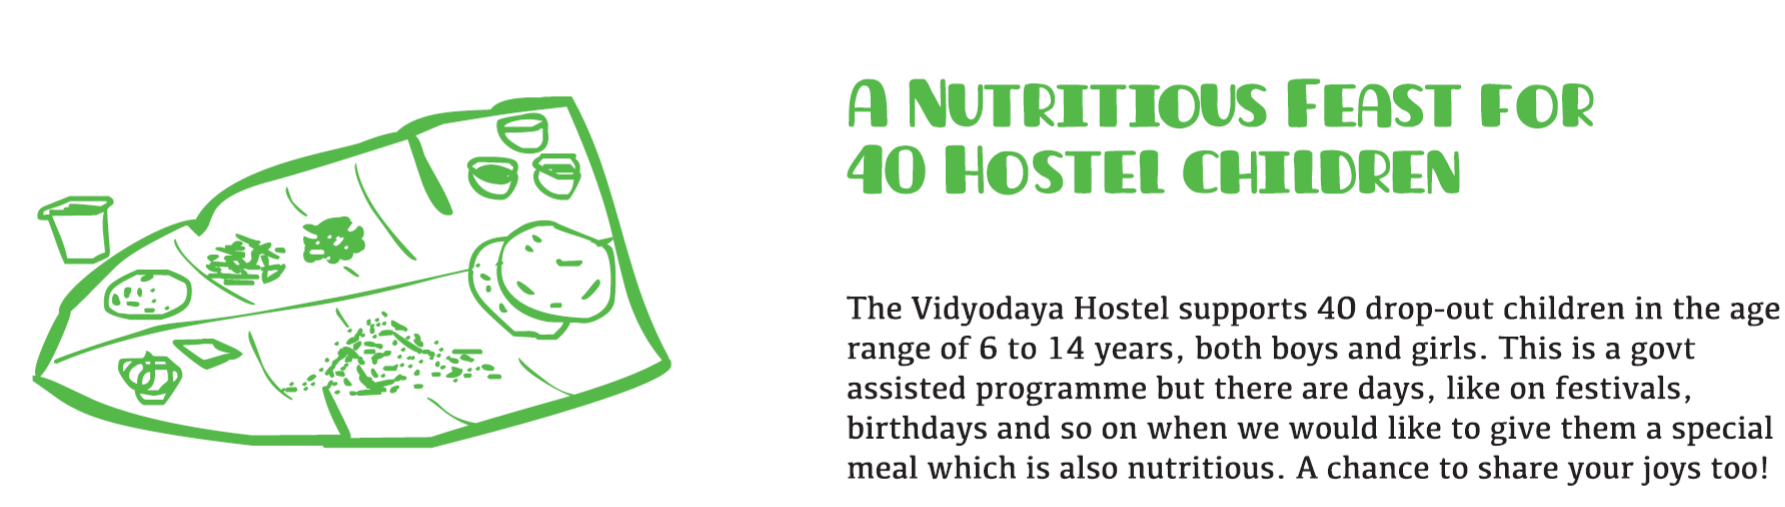 A Nutritious Feast for
40 Hostel children
The Vidyodaya Hostel supports 40 drop-out children in the age
range of 6 to 14 years, both boys and girls. This is a govt
assisted programme but there are days, like on festivals,
birthdays and so on when we would like to give them a special
meal which is also nutritious. A chance to share your joys too!